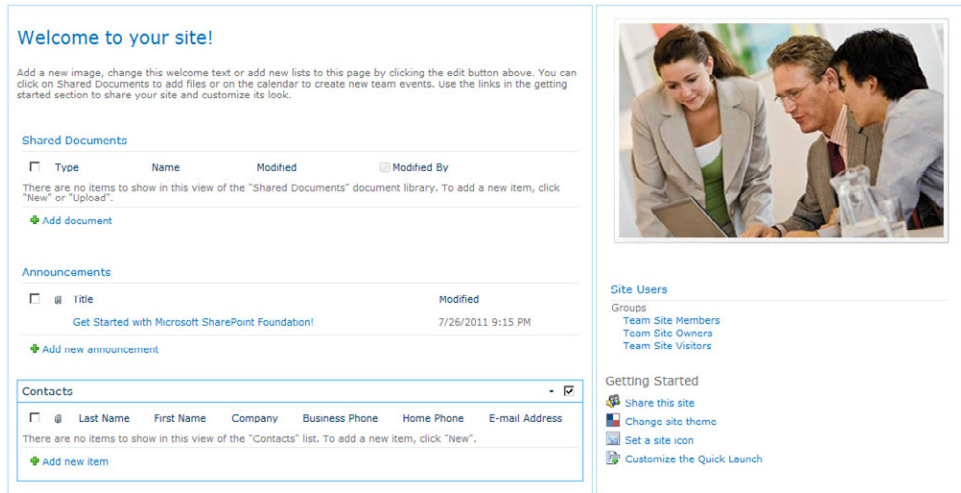 Welcome to your site!
Add a new image, change this welcome text or add new lists to this page by clicking the edit button above. You can
click on Shared Documents to add files or on the calendar to create new team events. Use the links in the getting
started section to share your site and customize its look.
Shared Documents
Type Name Modified Modified By
There are no items to show in this view of the "Shared Documents" document library. To add a new item, click
"New" or "Upload".
Add document
Announcements
Title Modified
Get Started with Microsoft SharePoint Foundation! 7/26/2011 9:15 PM
Add new announcement
Contacts
Last Name First Name Company Business Phone Home Phone E-mail Address
There are no items to show in this view of the "Contacts" list. To add a new item, click "New".
Add new item
Site Users
Groups
Team Site Members
Team Site Owners
Team Site Visitors
Getting Started
Share this site
Change site theme
Set a site icon
Customize the Quick Launch